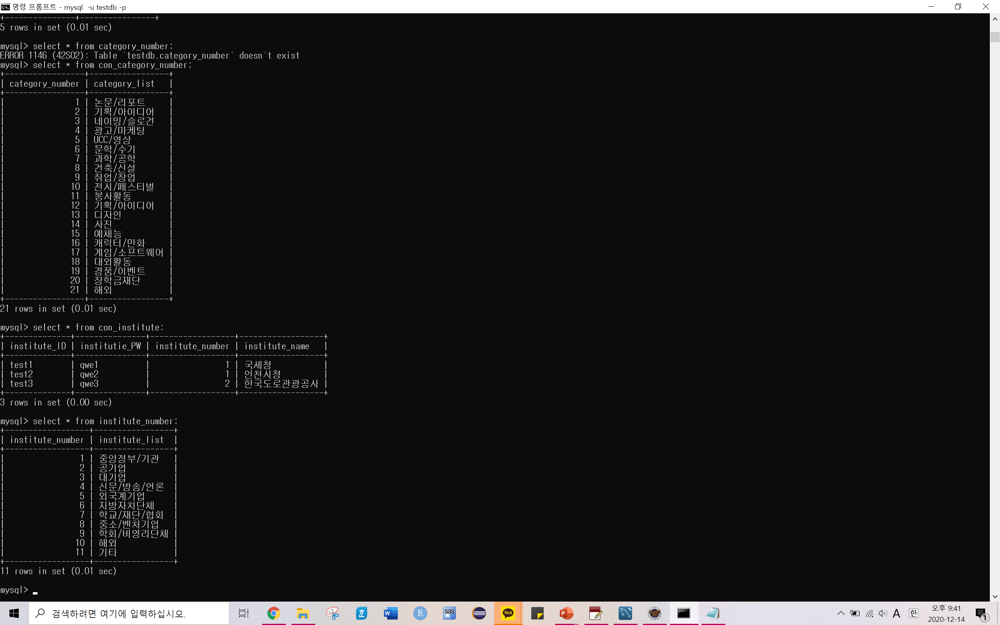 명령 프롬프트 - mysql  -u testdb -p
+---------------+----------------+
5 rows in set (0.01 sec)
mysql> select * from category_number;
ERROR 1146 (42S02): Table 'testdb.category_number' doesn't exist
mysql> select * from con_category_number;
+-----------------+-----------------+
| category_number | category_list   |
+-----------------+-----------------+
|               1 | 논문/리포트     |
|               2 | 기획/아이디어   |
|               3 | 네이밍/슬로건   |
|               4 | 광고/마케팅     |
|               5 | UCC/영상        |
|               6 | 문학/수기       |
|               7 | 과학/공학       |
|               8 | 건축/신설       |
|               9 | 취업/창업       |
|              10 | 전시/페스티벌   |
|              11 | 봉사활동        |
|              12 | 기획/아이디어   |
|              13 | 디자인          |
|              14 | 사진            |
|              15 | 예체능          |
|              16 | 캐릭터/만화     |
|              17 | 게임/소프트웨어 |
|              18 | 대외활동        |
|              19 | 경품/이벤트     |
|              20 | 장학금재단      |
|              21 | 해외            |
+-----------------+-----------------+
21 rows in set (0.01 sec)
mysql> select * from con_institute;
+--------------+---------------+------------------+------------------+
| institute_ID | institutie_PW | institute_number | institute_name   |
+--------------+---------------+------------------+------------------+
| test1        | qwe1          |                1 | 국세청           |
| test2        | qwe2          |                1 | 인천시청         |
| test3        | qwe3          |                2 | 한국도로관광공사 |
+--------------+---------------+------------------+------------------+
3 rows in set (0.00 sec)
mysql> select * from institute_number;
+------------------+-----------------+
| institute_number | institute_list  |
+------------------+-----------------+
|                1 | 중앙정부/기관   |
|                2 | 공기업          |
|                3 | 대기업          |
|                4 | 신문/방송/언론  |
|                5 | 외국계기업      |
|                6 | 지방자치단체    |
|                7 | 학교/재단/협회  |
|                8 | 중소/벤처기업   |
|                9 | 학회/비영리단체 |
|               10 | 해외            |
|               11 | 기타            |
+------------------+-----------------+
11 rows in set (0.01 sec)
mysql>
검색하려면 여기에 입력하십시오.
W
R
sas
TALK
P
Java EE IDE
A
한
오후 9:41
2020-12-14
1